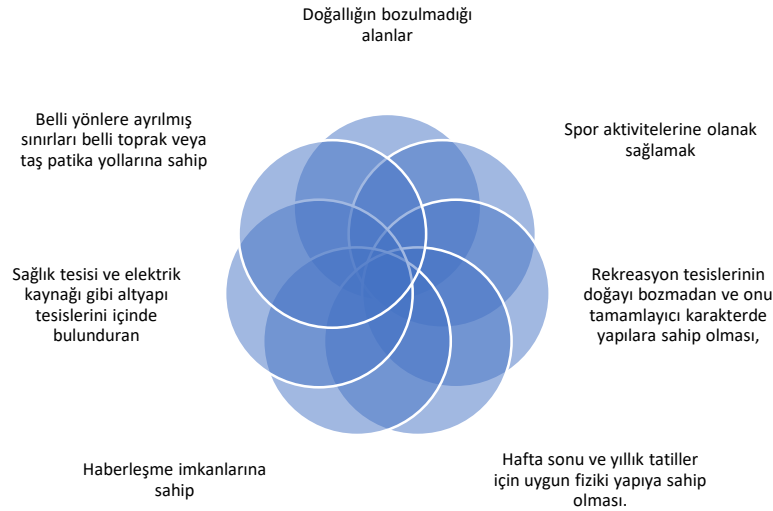 Doğallığın bozulmadığı
alanlar
Spor aktivitelerine olanak
sağlamak
Rekreasyon tesislerinin
doğayı bozmadan ve onu
tamamlayıcı karakterde
yapılara sahip olması,
Hafta sonu ve yıllık tatiller
için uygun fiziki yapıya sahip
olması.
Haberleşme imkanlarına
sahip
Sağlık tesisi ve elektrik
kaynağı gibi altyapı
tesislerini içinde
bulunduran
Belli yönlere ayrılmış
sınırları belli toprak veya
taş patika yollarına sahip